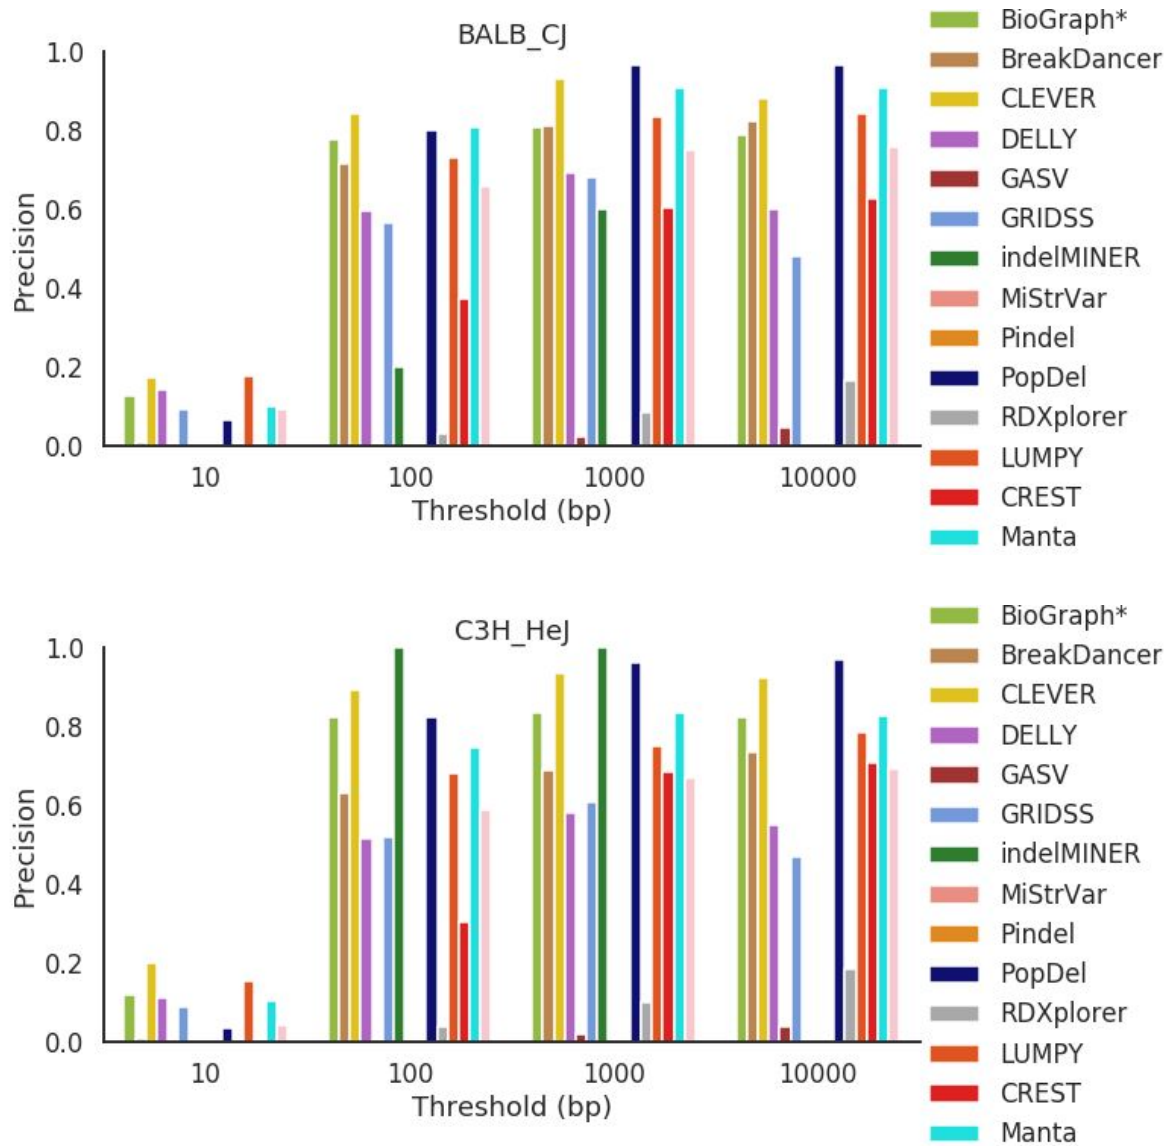 BALB_CJ
1.0
0.8
0.6
0.4
0.2
0.0
Precision
10 100 1000 10000
Threshold (bp)
BioGraph*
BreakDancer
CLEVER
DELLY
GASV
GRIDSS
indelMINER
MiStrVar
Pindel
PopDel
RDXplorer
LUMPY
CREST
Manta
C3H_HeJ
1.0
0.8
0.6
0.4
0.2
0.0
Precision
10 100 1000 10000
Threshold (bp)
BioGraph*
BreakDancer
CLEVER
DELLY
GASV
GRIDSS
indelMINER
MiStrVar
Pindel
PopDel
RDXplorer
LUMPY
CREST
Manta